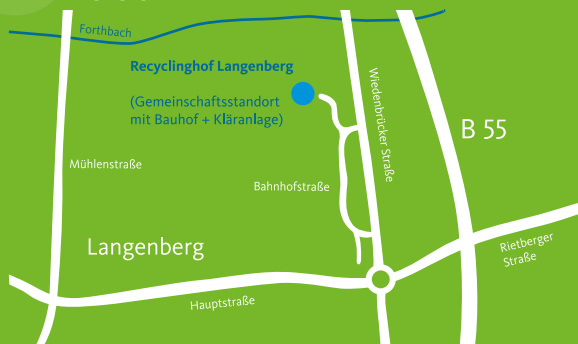 Forthbach
Recyclinghof Langenberg
(Gemeinschaftsstandort
mit Bauhof + Kläranlage)
Wiedenbrücker Straße
B 55
Mühlenstraße
Bahnhofstraße
Langenberg
Rietberger
Straße
Hauptstraße